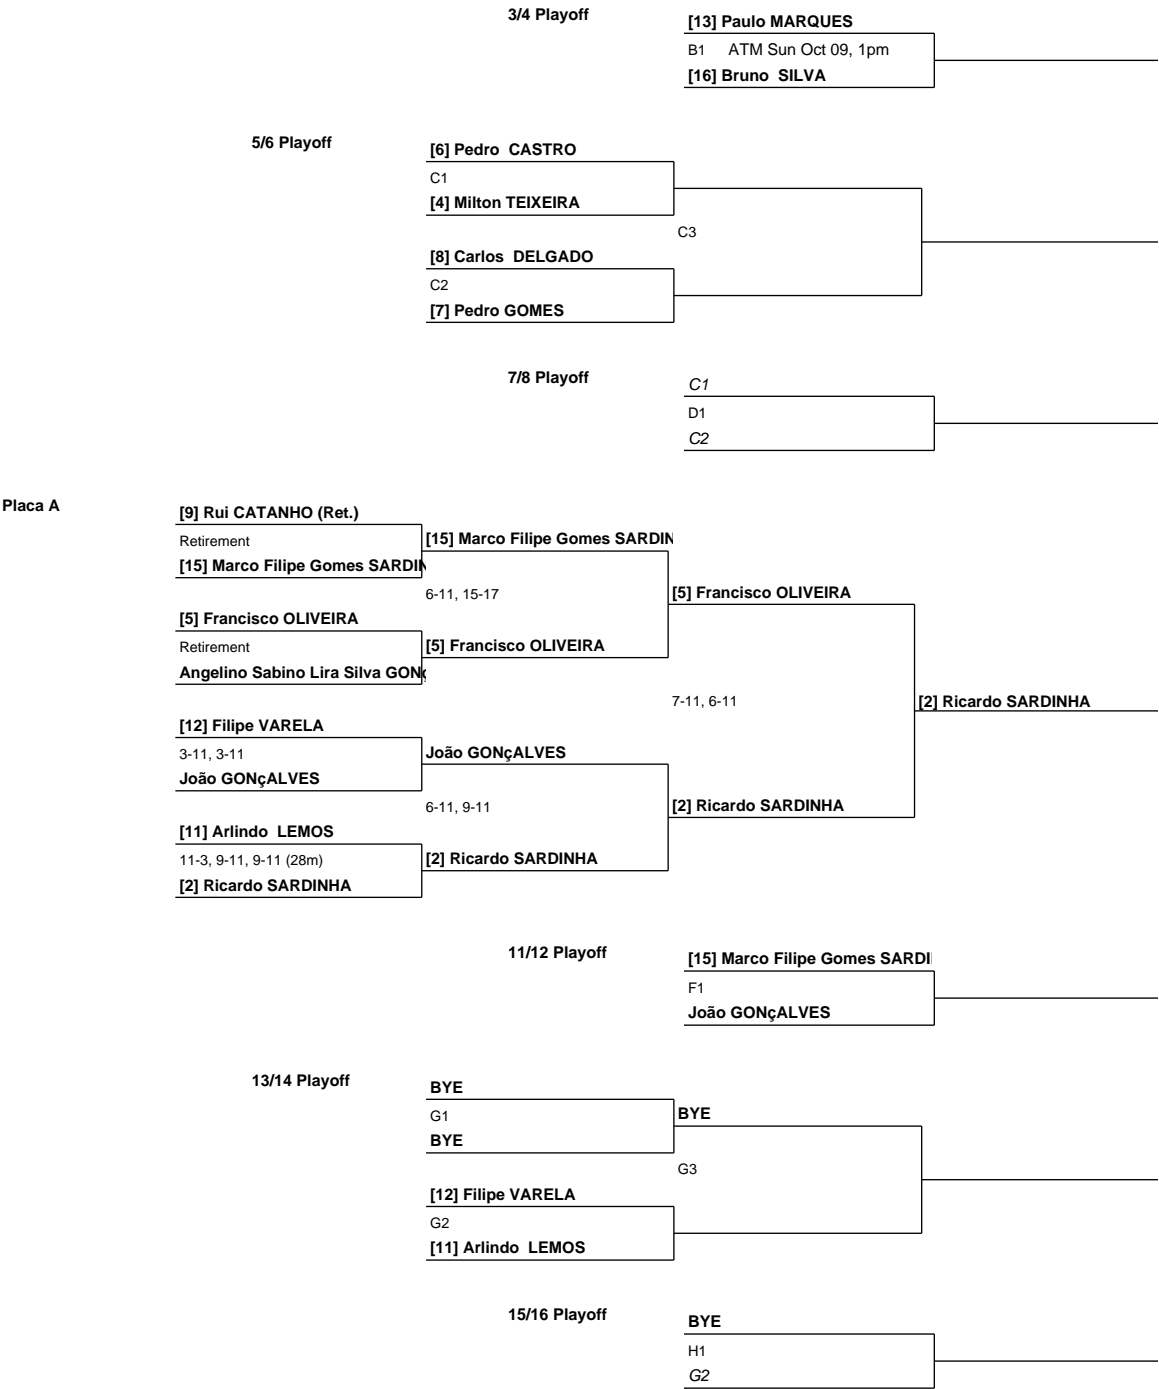 3/4 Playoff
[13] Paulo MARQUES
B1 ATM Sun Oct 09, 1pm
[16] Bruno SILVA
5/6 Playoff
[6] Pedro CASTRO
C1
[4] Milton TEIXEIRA
C3
[8] Carlos DELGADO
C2
[7] Pedro GOMES
7/8 Playoff
C1
D1
C2
Placa A
[9] Rui CATANHO (Ret.)
Retirement
[15] Marco Filipe Gomes SARDIN
[15] Marco Filipe Gomes SARDIN
6-11, 15-17
[5] Francisco OLIVEIRA
[5] Francisco OLIVEIRA
Retirement
[5] Francisco OLIVEIRA
Angelino Sabino Lira Silva GONç
7-11, 6-11
[2] Ricardo SARDINHA
[12] Filipe VARELA
3-11, 3-11
João GONçALVES
João GONçALVES
6-11, 9-11
[2] Ricardo SARDINHA
[11] Arlindo LEMOS
11-3, 9-11, 9-11 (28m)
[2] Ricardo SARDINHA
[2] Ricardo SARDINHA
11/12 Playoff
[15] Marco Filipe Gomes SARDI
F1
João GONçALVES
13/14 Playoff
BYE
G1
BYE
BYE
G3
[12] Filipe VARELA
G2
[11] Arlindo LEMOS
15/16 Playoff
BYE
H1
G2